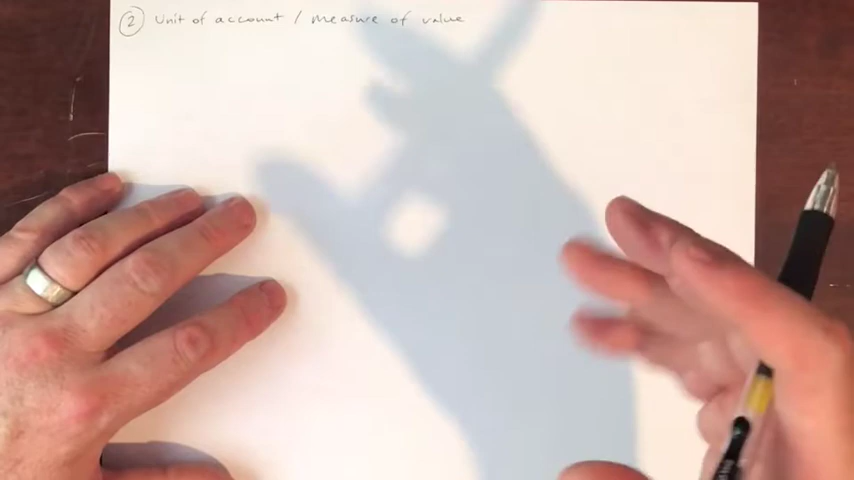 ② Unit of account / measure of value